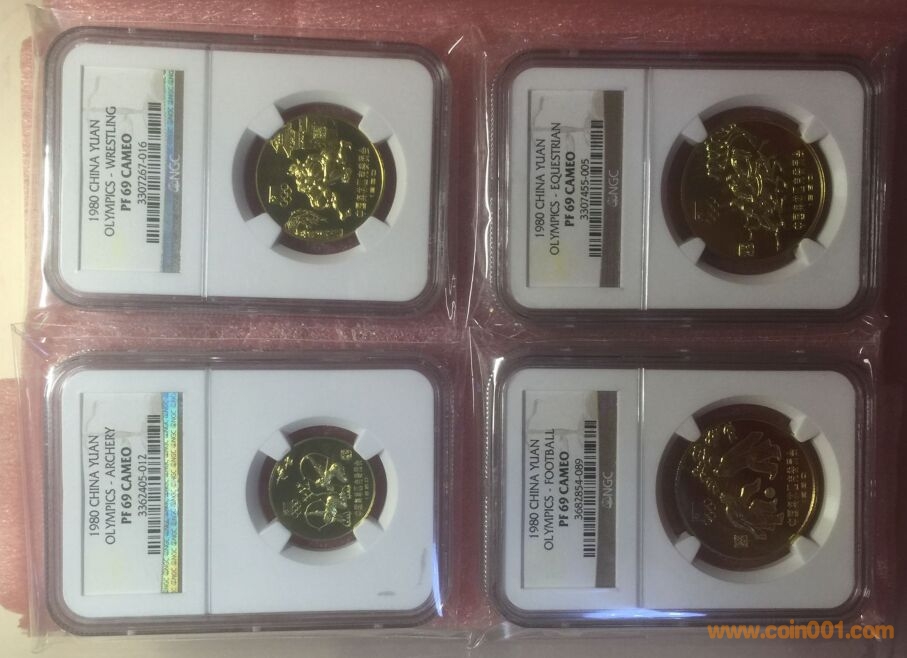 1980 CHINA YUAN
OLYMPICS - WRESTLING
PF 69 CAMEO
3307267-016
NGC
1980 CHINA YUAN
OLYMPICS - EQUESTRIAN
PF 69 CAMEO
3307455-005
NGC
1980 CHINA YUAN
OLYMPICS - ARCHERY
PF 69 CAMEO
3362405-012
NGC
1980 CHINA YUAN
OLYMPICS - FOOTBALL
PF 69 CAMEO
3682854-089
NGC
www.coin001.com